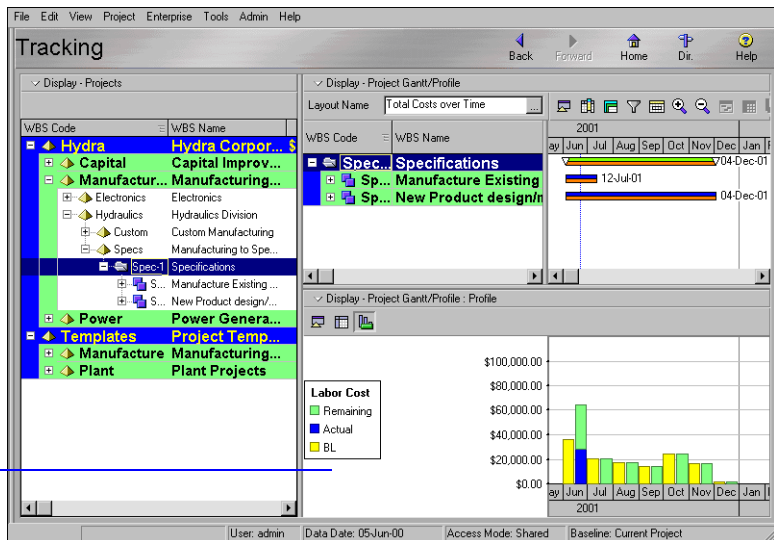 File Edit View Project Enterprise Tools Admin Help
Tracking
Back Forward Home Dir. Help
Display - Projects
WBS Code WBS Name
Hydra Hydra Corpor... $
Capital Capital Improv...
Manufactur... Manufacturing...
Electronics Electronics
Hydraulics Hydraulics Division
Custom Custom Manufacturing
Specs Manufacturing to Spe...
Spec-1 Specifications
S... Manufacture Existing ...
S... New Product design/...
Power Power Genera...
Templates Project Temp...
Manufacture Manufacturing...
Plant Plant Projects
Display - Project Gantt/Profile
Layout Name Total Costs over Time ...
WBS Code WBS Name
Spec... Specifications
Sp... Manufacture Existing
Sp... New Product design/m
2001
ay Jun Jul Aug Sep Oct Nov Dec Jan F
04-Dec-01
12-Jul-01
04-Dec-01
Display - Project Gantt/Profile : Profile
Labor Cost
Remaining
Actual
BL
$100,000.00
$80,000.00
$60,000.00
$40,000.00
$20,000.00
$0.00
ay Jun Jul Aug Sep Oct Nov Dec Jan
2001
User: admin Data Date: 05-Jun-00 Access Mode: Shared Baseline: Current Project